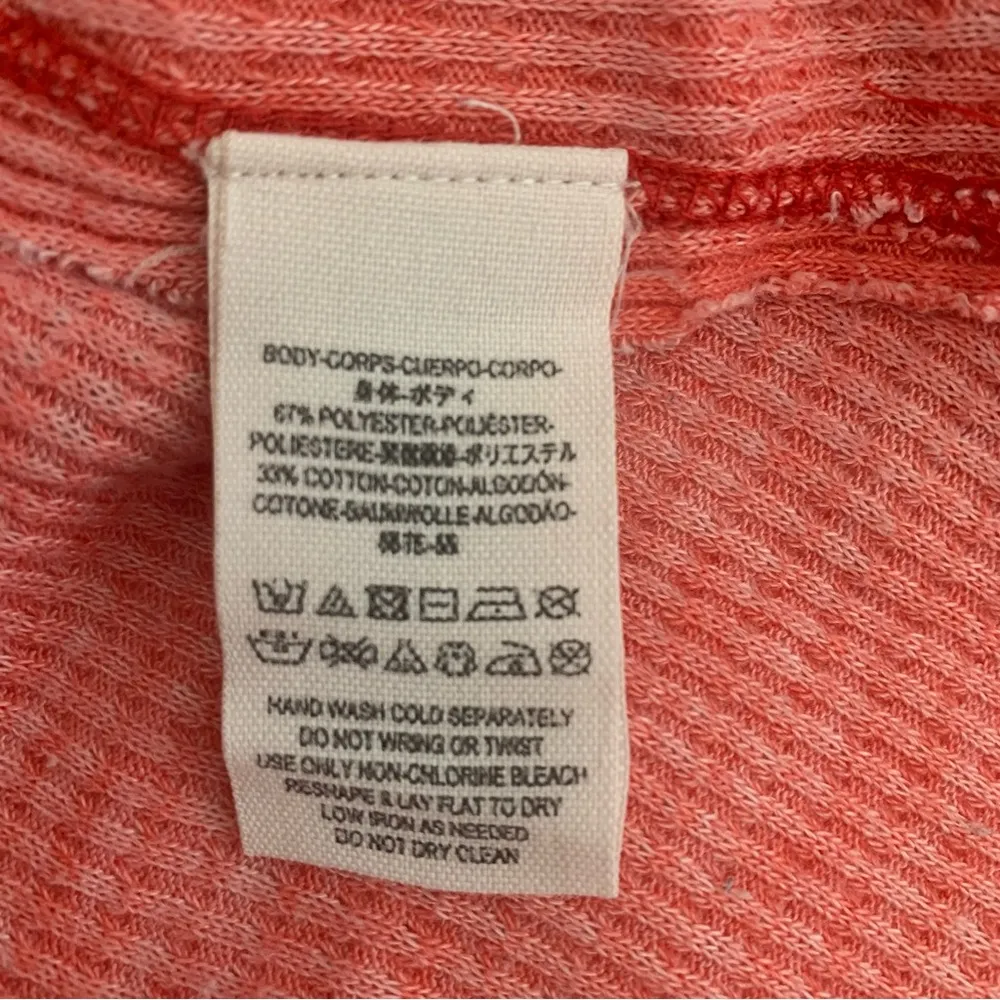 BODY-CORPS-CUERPO-CORPO-
身体-ボディ
67% POLYESTER-POLIÉSTER-
POLIESTERE-聚酯纖維-ポリエステル
33% COTTON-COTON-ALGODÓN-
COTONE-BAUMWOLLE-ALGODÃO-
棉花-綿
HAND WASH COLD SEPARATELY
DO NOT WRING OR TWIST
USE ONLY NON-CHLORINE BLEACH
RESHAPE & LAY FLAT TO DRY
LOW IRON AS NEEDED
DO NOT DRY CLEAN